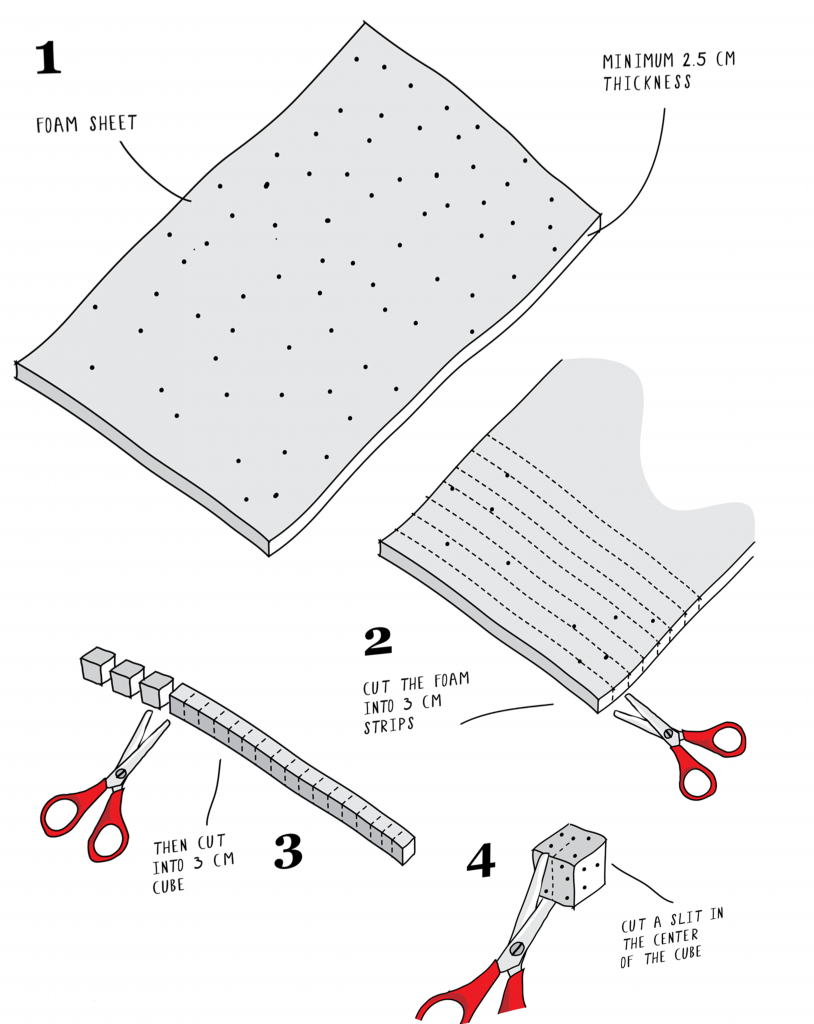 1
FOAM SHEET
MINIMUM 2.5 CM
THICKNESS
2
CUT THE FOAM
INTO 3 CM
STRIPS
THEN CUT
INTO 3 CM
CUBE
3
4
CUT A SLIT IN
THE CENTER
OF THE CUBE